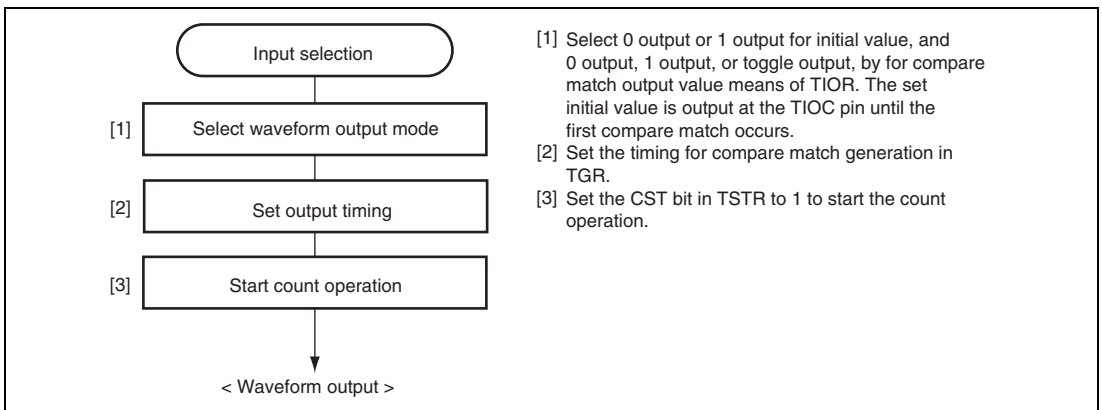 Input selection
[1] Select waveform output mode
[2] Set output timing
[3] Start count operation
< Waveform output >
[1] Select 0 output or 1 output for initial value, and
0 output, 1 output, or toggle output, by for compare
match output value means of TIOR. The set
initial value is output at the TIOC pin until the
first compare match occurs.
[2] Set the timing for compare match generation in
TGR.
[3] Set the CST bit in TSTR to 1 to start the count
operation.